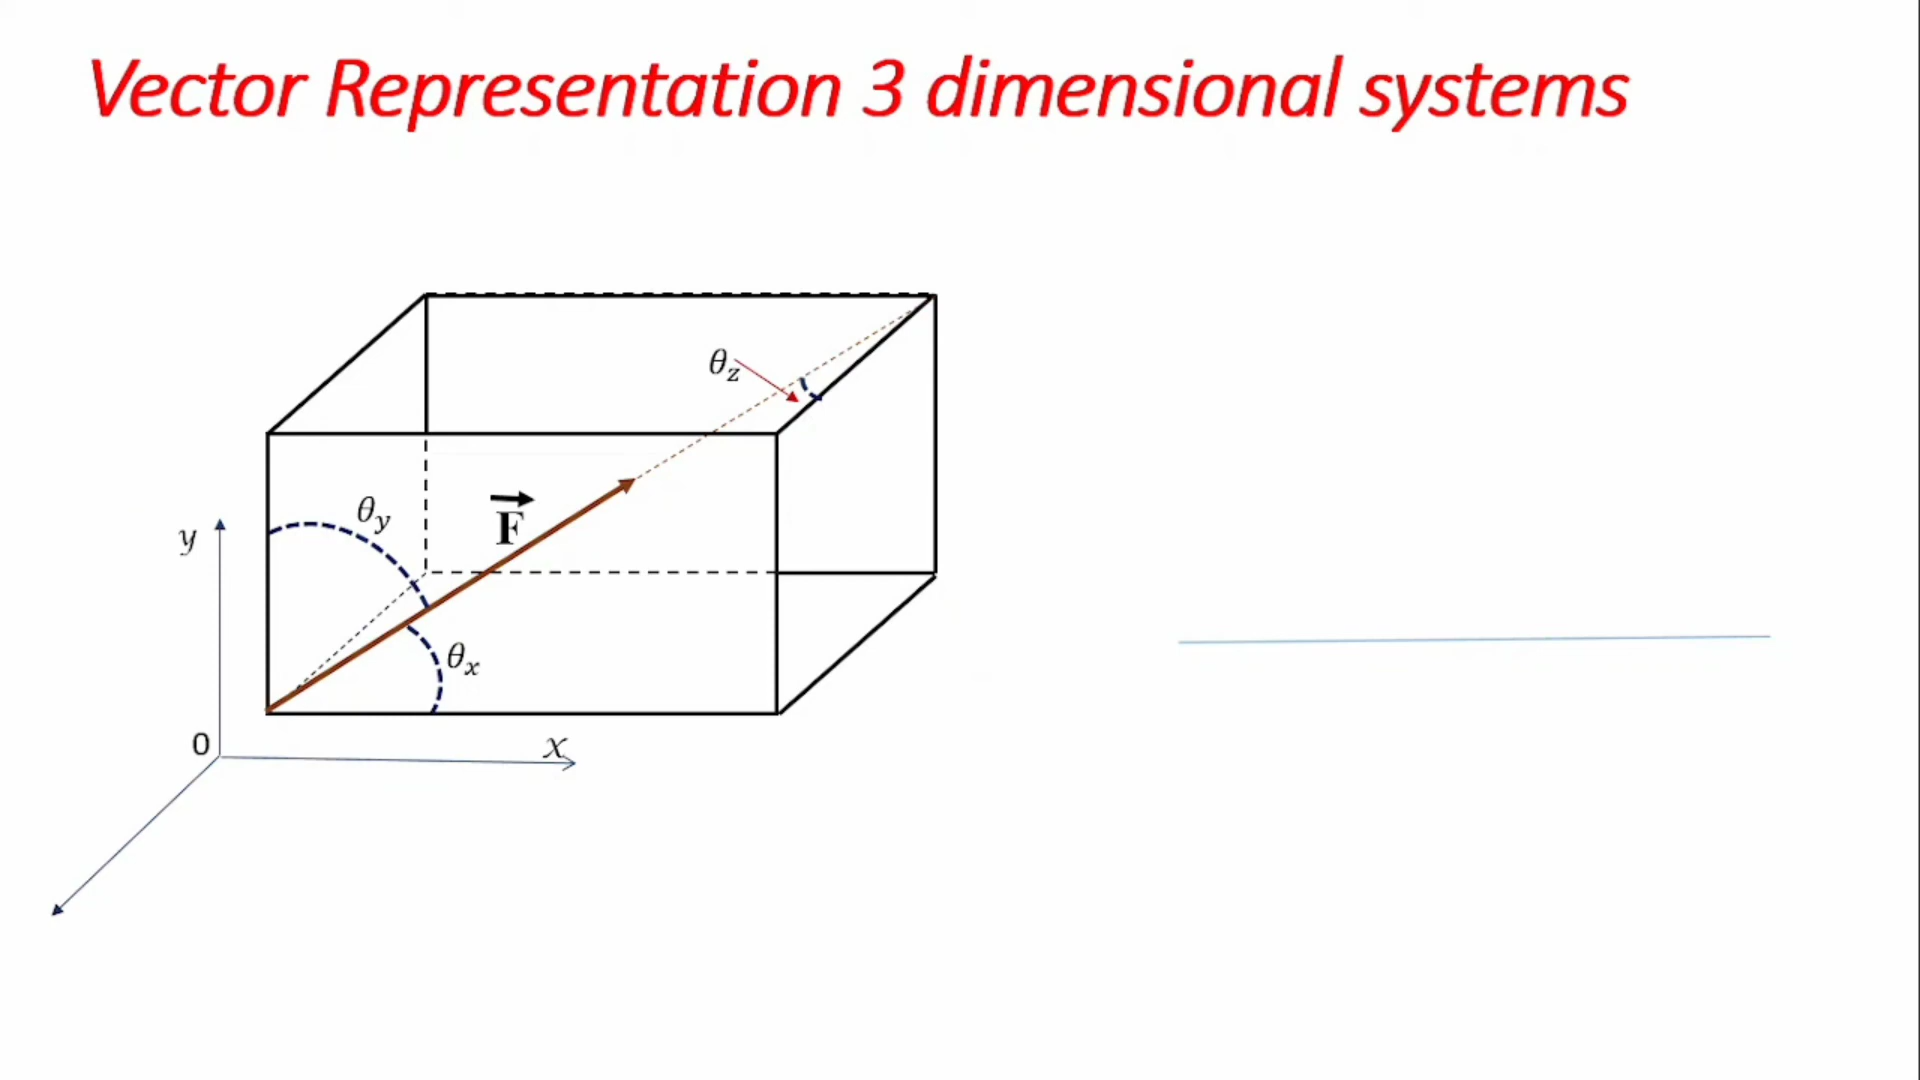 Vector Representation 3 dimensional systems
θz
θy
F
y
θx
0
x